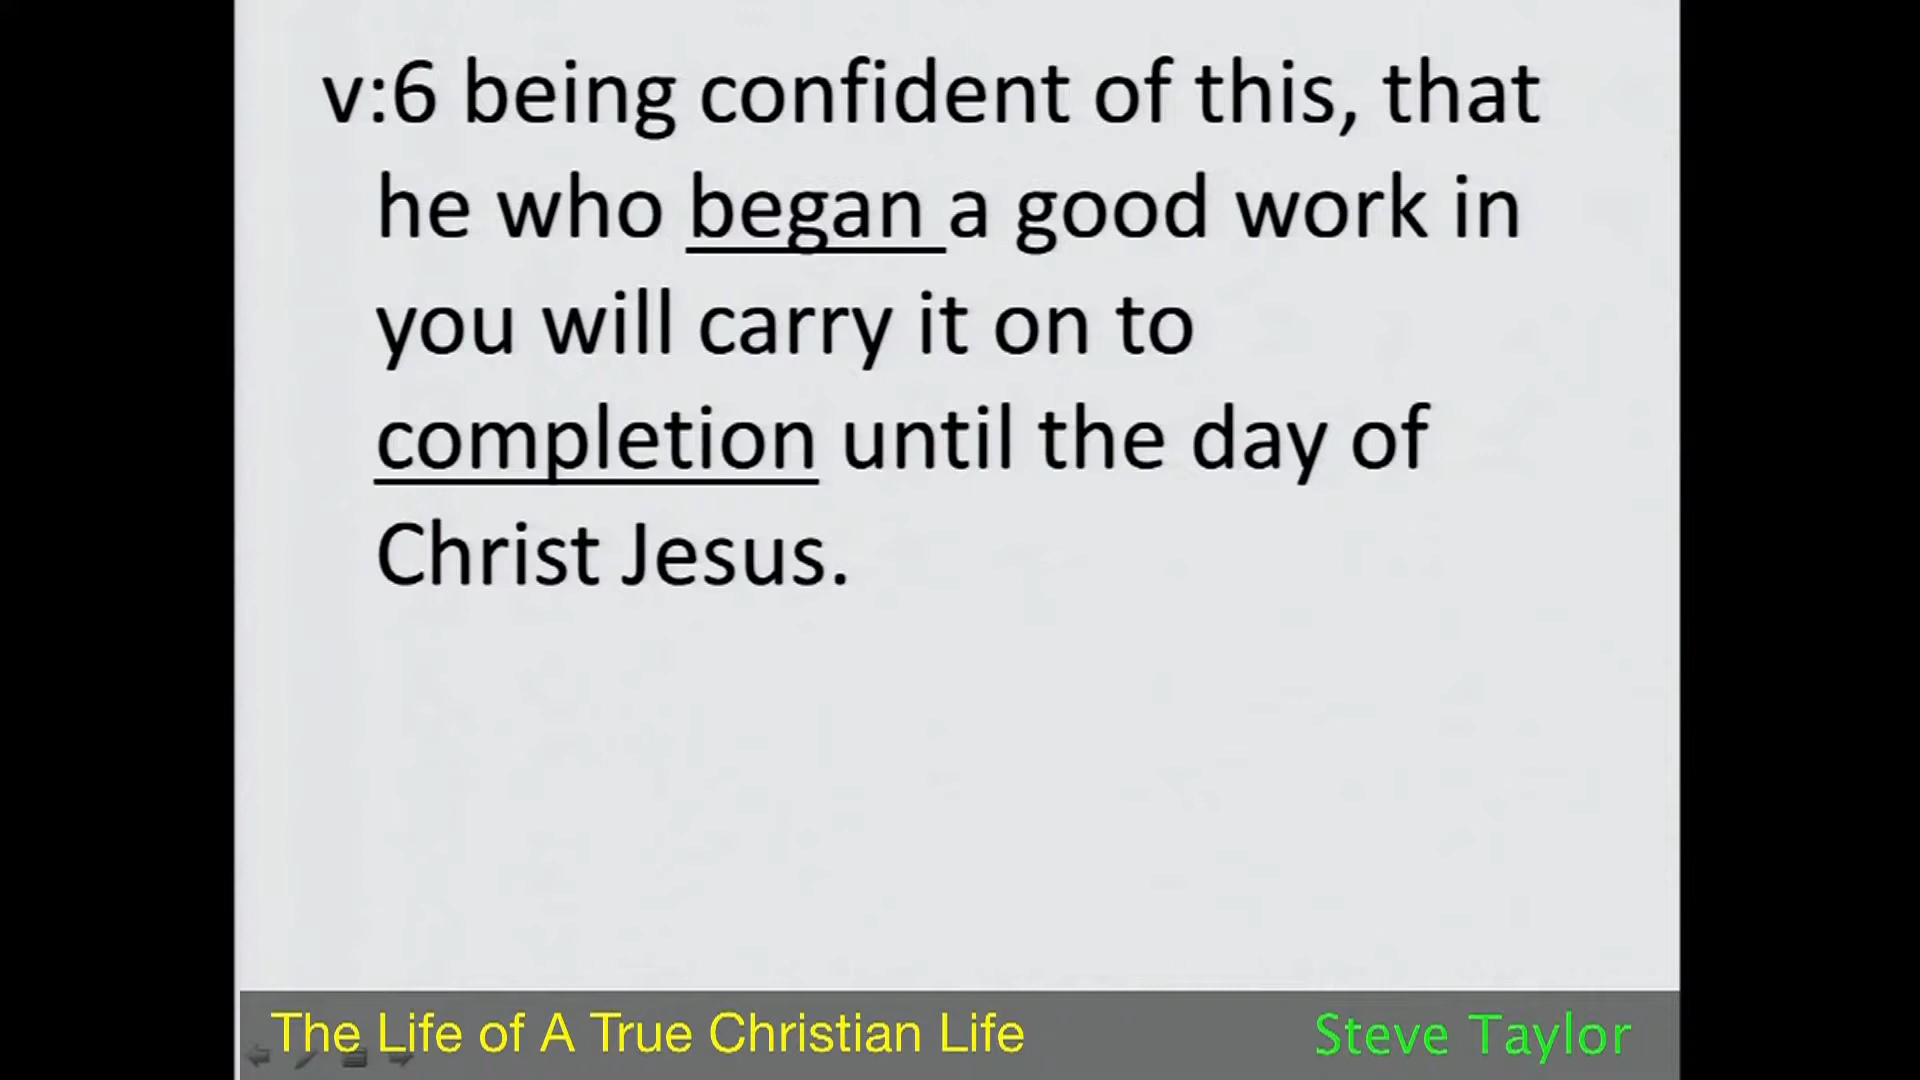 v:6 being confident of this, that
he who began a good work in
you will carry it on to
completion until the day of
Christ Jesus.
The Life of A True Christian Life
Steve Taylor